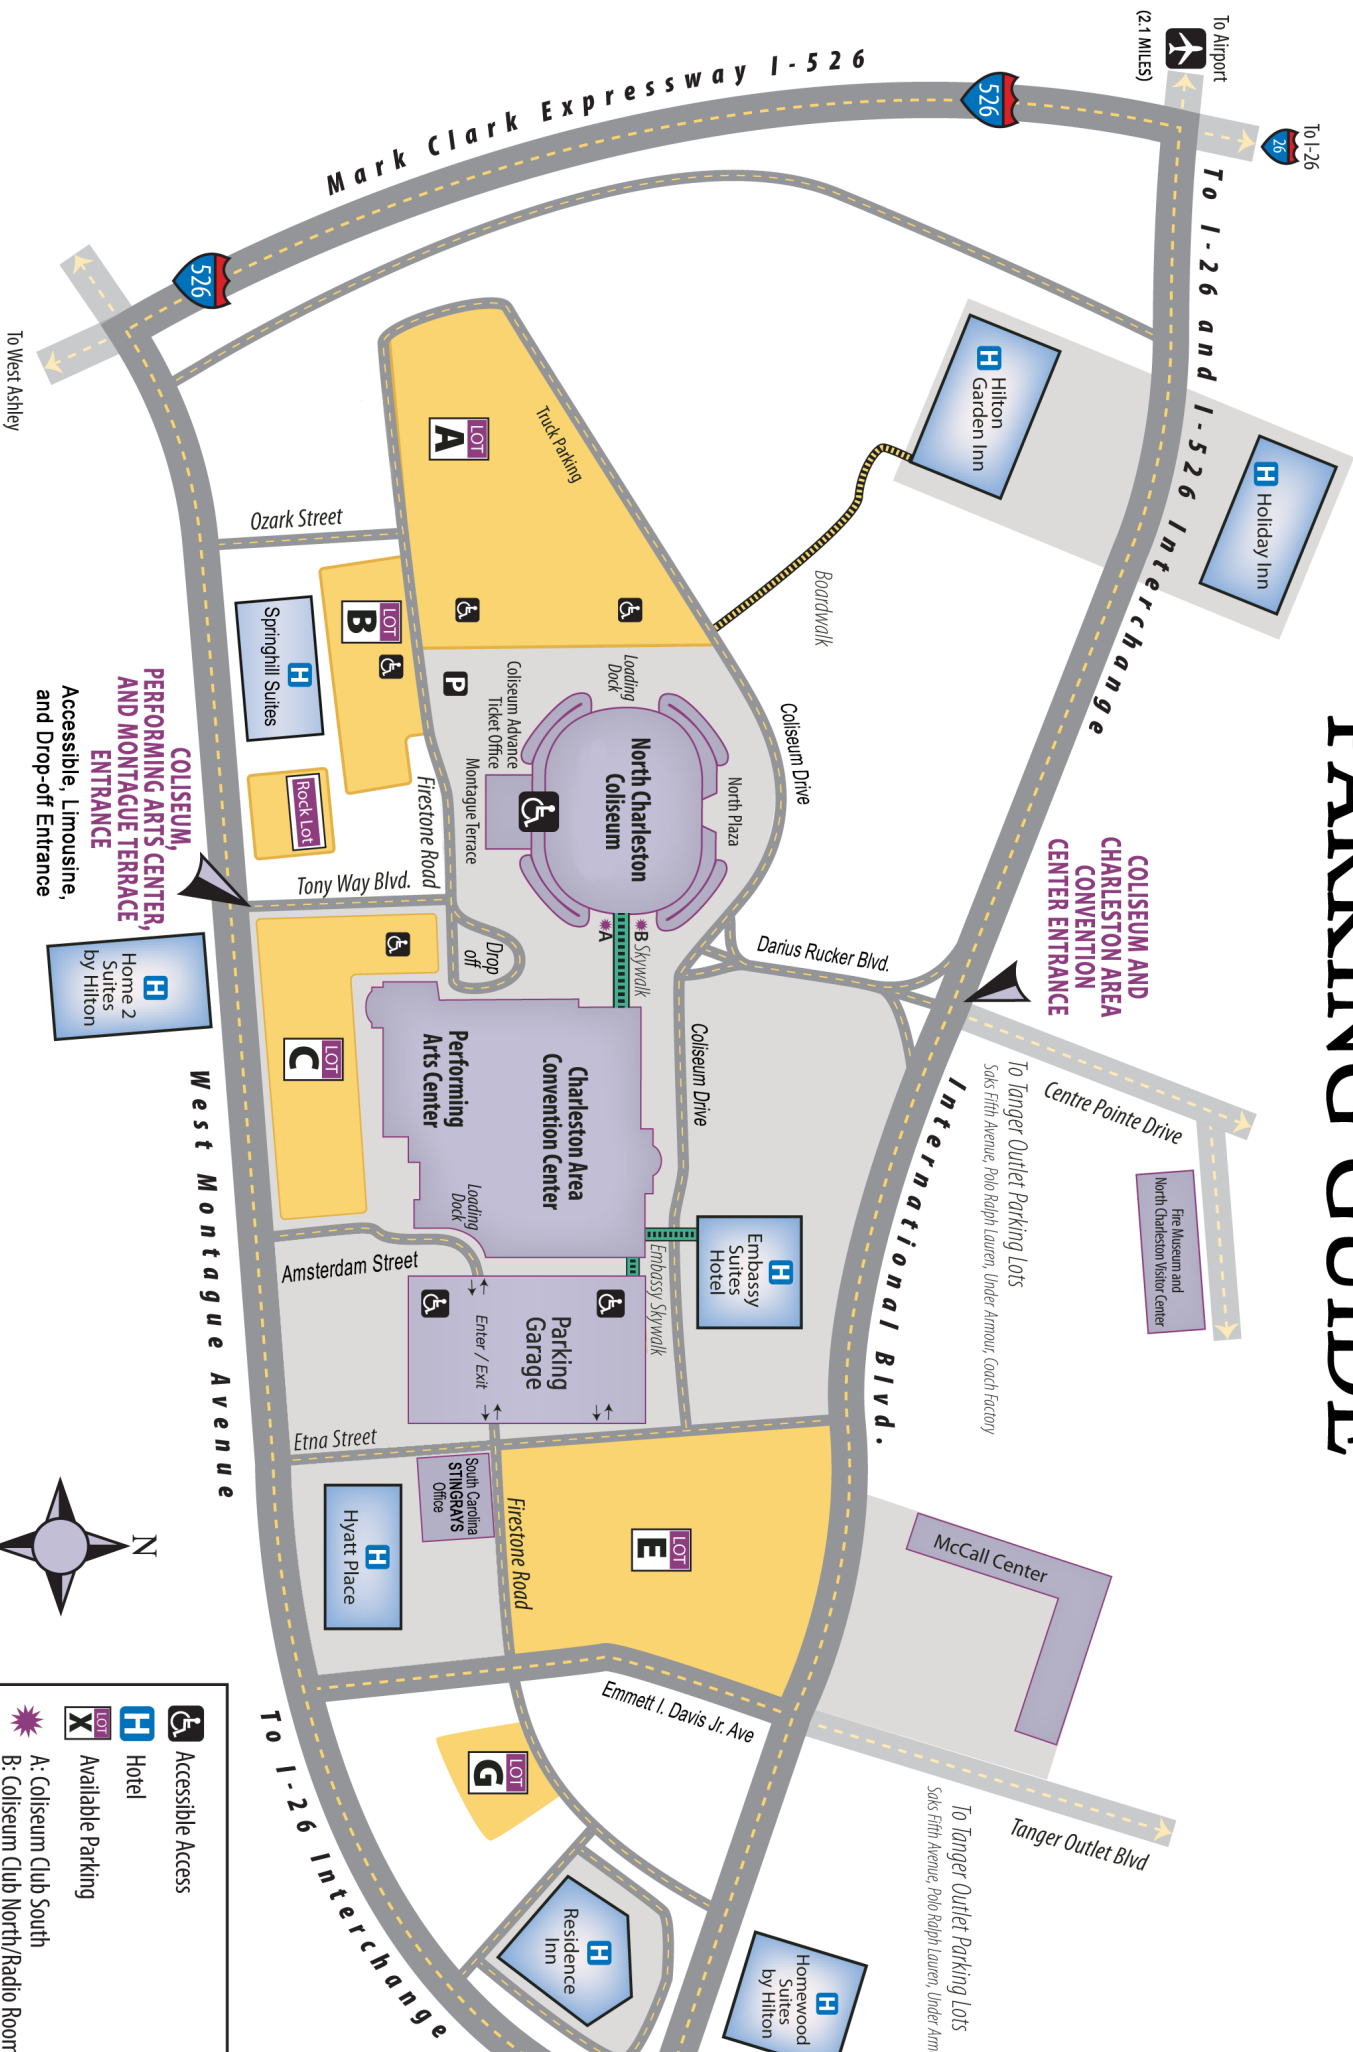 PARKING GUIDE
To Airport
(2.1 MILES)
To I-26
26
526
Mark Clark Expressway I-526
526
To West Ashley
To I-26 and I-526 Interchange
H
Holiday Inn
H
Hilton
Garden Inn
Boardwalk
Truck Parking
LOT
A
Ozark Street
LOT
B
H
Springhill Suites
Rock Lot
P
Loading
Dock
Coliseum Advance
Ticket Office
Montague Terrace
North Charleston
Coliseum
North Plaza
Coliseum Drive
Firestone Road
Tony Way Blvd.
COLISEUM,
PERFORMING ARTS CENTER,
AND MONTAGUE TERRACE
ENTRANCE
Accessible, Limousine,
and Drop-off Entrance
COLISEUM AND
CHARLESTON AREA
CONVENTION
CENTER ENTRANCE
Darius Rucker Blvd.
B
A
Skywalk
Drop
off
H
Home 2
Suites
by Hilton
LOT
C
Performing
Arts Center
Charleston Area
Convention Center
Loading
Dock
Coliseum Drive
International Blvd.
Centre Pointe Drive
To Tanger Outlet Parking Lots
Saks Fifth Avenue, Polo Ralph Lauren, Under Armour, Coach Factory
Fire Museum and
North Charleston Visitor Center
H
Embassy
Suites
Hotel
Embassy Skywalk
West Montague Avenue
Amsterdam Street
Parking
Garage
Enter / Exit
Etna Street
South Carolina
STINGRAYS
Office
H
Hyatt Place
Firestone Road
LOT
E
McCall Center
Emmett I. Davis Jr. Ave
Tanger Outlet Blvd
To Tanger Outlet Parking Lots
Saks Fifth Avenue, Polo Ralph Lauren, Under Arm
LOT
G
To I-26 Interchange
H
Residence
Inn
H
Homewood
Suites
by Hilton
N
Accessible Access
H
Hotel
LOT
X
Available Parking
A: Coliseum Club South
B: Coliseum Club North/Radio Room